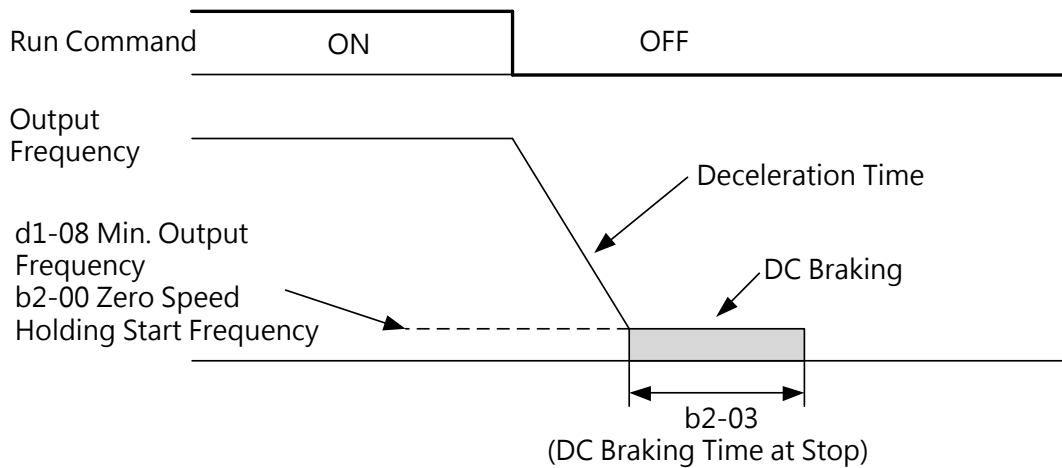 Run Command
ON
OFF
Output
Frequency
Deceleration Time
d1-08 Min. Output
Frequency
b2-00 Zero Speed
Holding Start Frequency
DC Braking
b2-03
(DC Braking Time at Stop)